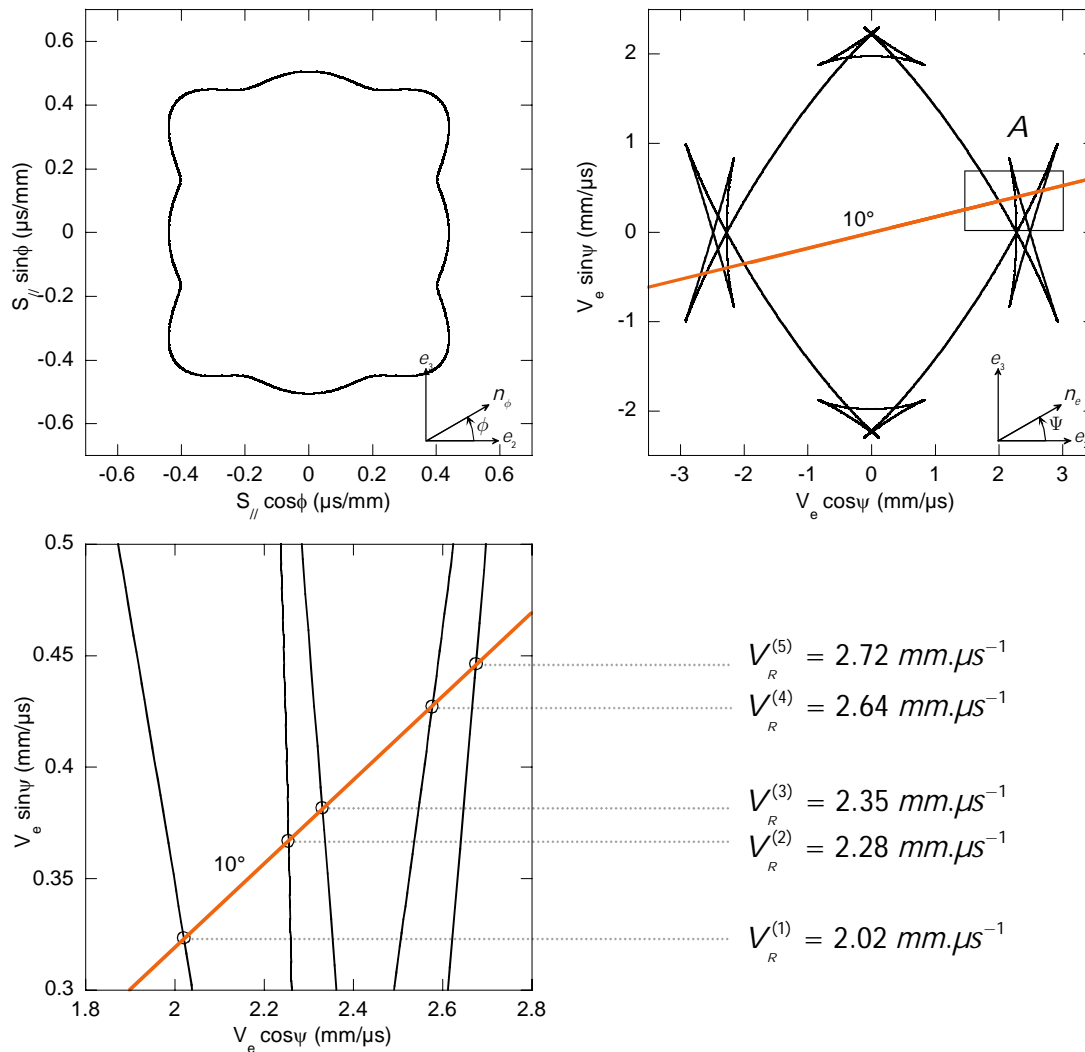 0.6
0.4
0.2
0
-0.2
-0.4
-0.6
S// sinϕ (µs/mm)
-0.6 -0.4 -0.2 0 0.2 0.4 0.6
S// cosϕ (µs/mm)
e3
nϕ
ϕ
e2
2
1
0
-1
-2
V e sinψ (mm/µs)
A
10°
-3 -2 -1 0 1 2 3
V e cosψ (mm/µs)
e3
ne
Ψ
0.5
0.45
0.4
0.35
0.3
V e sinψ (mm/µs)
10°
1.8 2 2.2 2.4 2.6 2.8
V e cosψ (mm/µs)
V_R^(5) = 2.72 mm.µs⁻¹
V_R^(4) = 2.64 mm.µs⁻¹
V_R^(3) = 2.35 mm.µs⁻¹
V_R^(2) = 2.28 mm.µs⁻¹
V_R^(1) = 2.02 mm.µs⁻¹